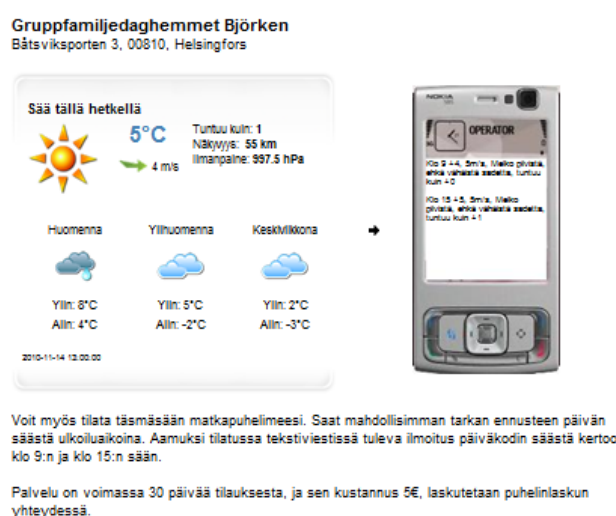 Gruppfamiljedaghemmet Björken
Båtsviksporten 3, 00810, Helsingfors
Sää tällä hetkellä
5°C
Tuntuu kuin: 1
Näkyvyys: 55 km
Ilmanpaine: 997.5 hPa
4 m/s
Huomenna Ylihuomenna Keskiviikkona
Ylin: 8°C Ylin: 5°C Ylin: 2°C
Alin: 4°C Alin: -2°C Alin: -3°C
2010-11-14 13:00:00
NOKIA
OPERATOR
Klo 9 +4, 5m/s, Melko pilvistä,
ehkä vähäistä sadetta, tuntuu
kuin +0
Klo 15 +5, 5m/s, Melko
pilvistä, ehkä vähäistä sadetta,
tuntuu kuin +1
Voit myös tilata täsmäsään matkapuhelimeesi. Saat mahdollisimman tarkan ennusteen päivän
säästä ulkoiluaikoina. Aamuksi tilatussa tekstiviestissä tuleva ilmoitus päiväkodin säästä kertoo
klo 9:n ja klo 15:n sään.
Palvelu on voimassa 30 päivää tilauksesta, ja sen kustannus 5€, laskutetaan puhelinlaskun
yhteydessä.